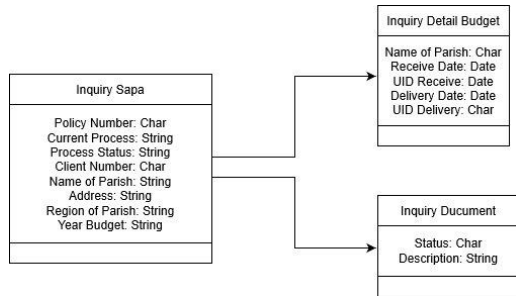 Inquiry Sapa
Policy Number: Char
Current Process: String
Process Status: String
Client Number: Char
Name of Parish: String
Address: String
Region of Parish: String
Year Budget: String
Inquiry Detail Budget
Name of Parish: Char
Receive Date: Date
UID Receive: Date
Delivery Date: Date
UID Delivery: Char
Inquiry Ducument
Status: Char
Description: String